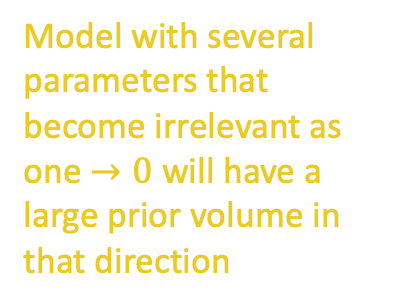 Model with several
parameters that
become irrelevant as
one → 0 will have a
large prior volume in
that direction